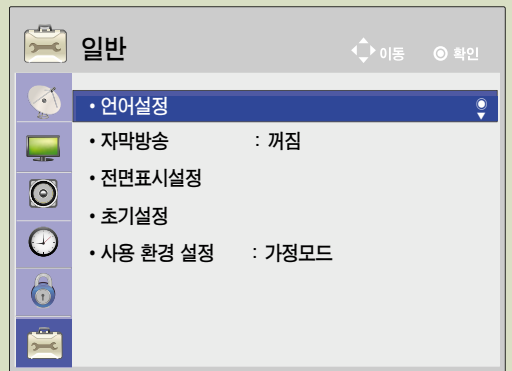 일반 이동 확인
• 언어설정
• 자막방송 : 꺼짐
• 전면표시설정
• 초기설정
• 사용 환경 설정 : 가정모드